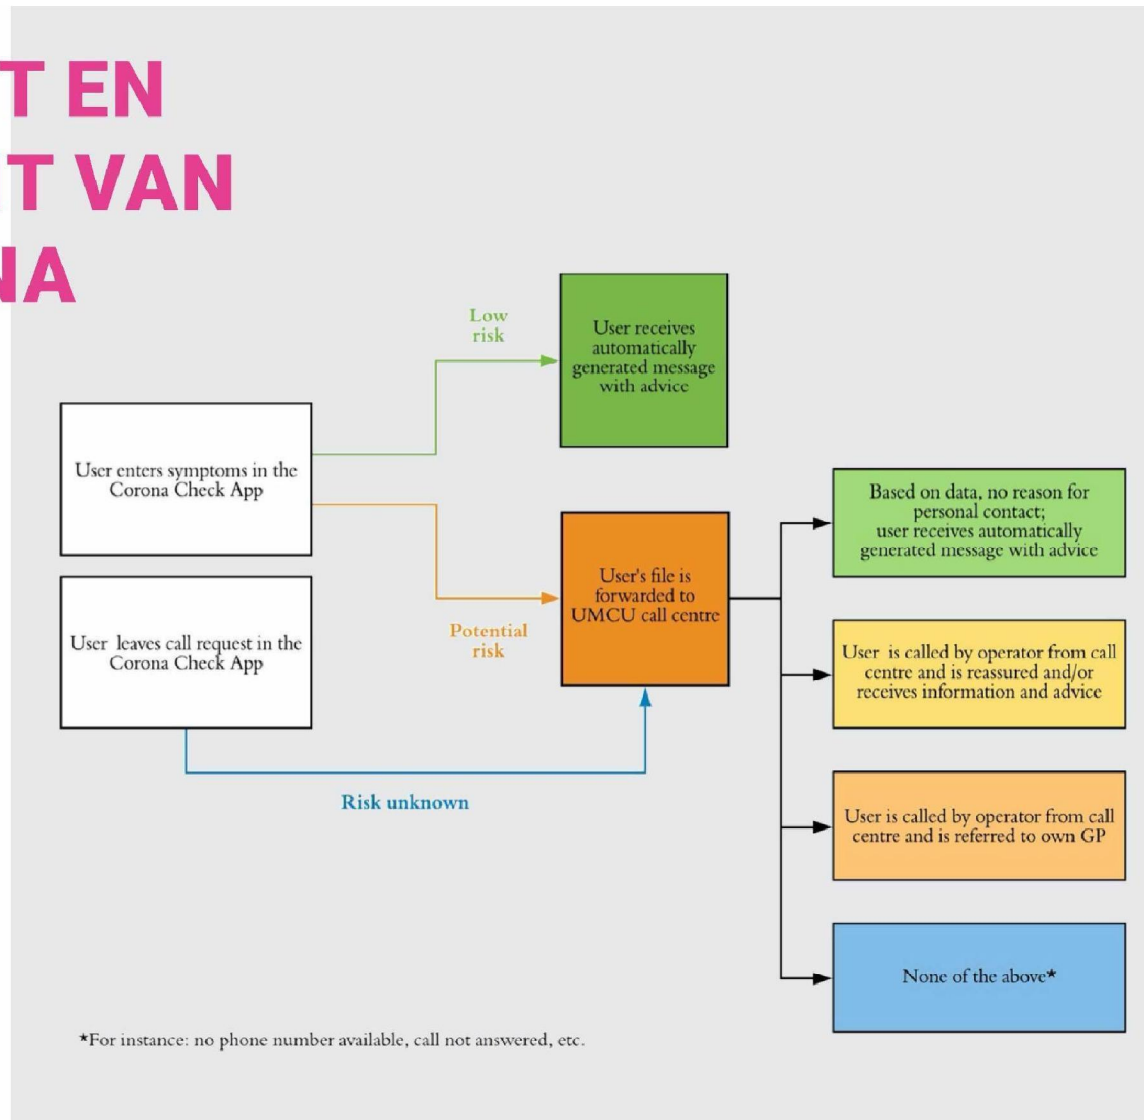 T EN
T VAN
NA
Low
risk
User receives
automatically
generated message
with advice
User enters symptoms in the
Corona Check App
Based on data, no reason for
personal contact;
user receives automatically
generated message with advice
User's file is
forwarded to
UMCU call centre
Potential
risk
User leaves call request in the
Corona Check App
User is called by operator from call
centre and is reassured and/or
receives information and advice
Risk unknown
User is called by operator from call
centre and is referred to own GP
None of the above*
*For instance: no phone number available, call not answered, etc.